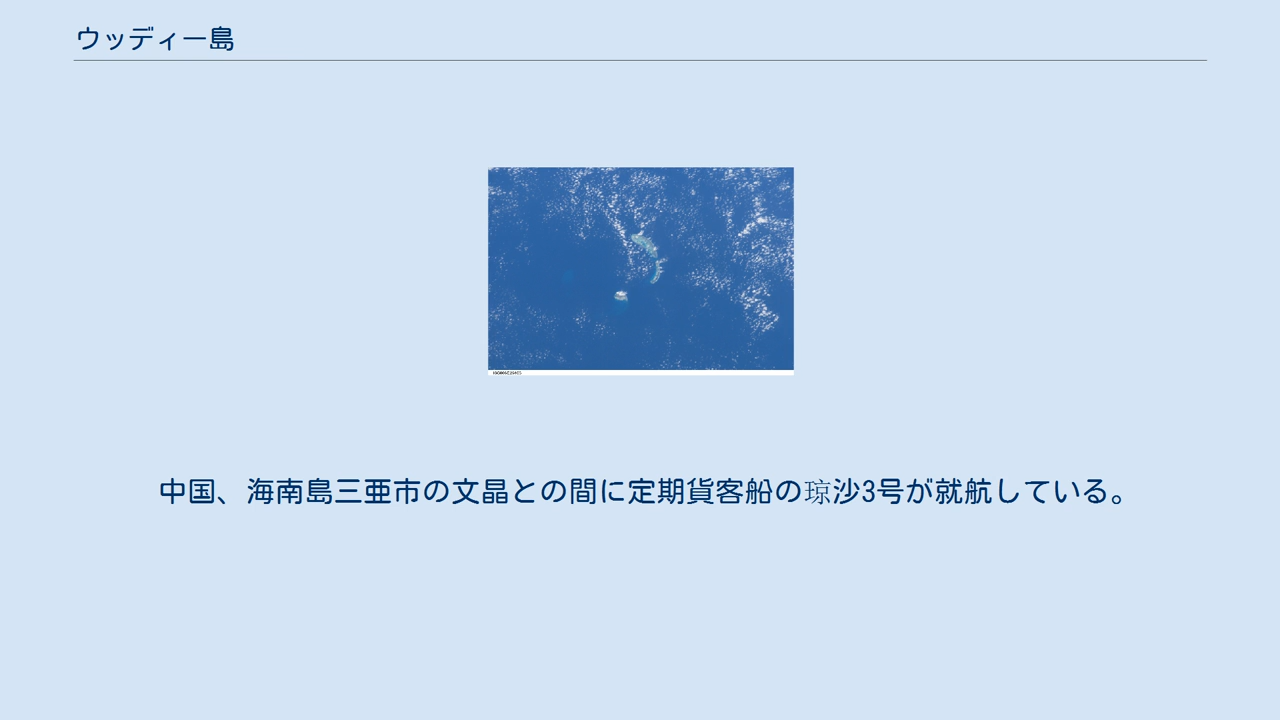 ウッディー島
中国、海南島三亜市の文晶との間に定期貨客船の琼沙3号が就航している。